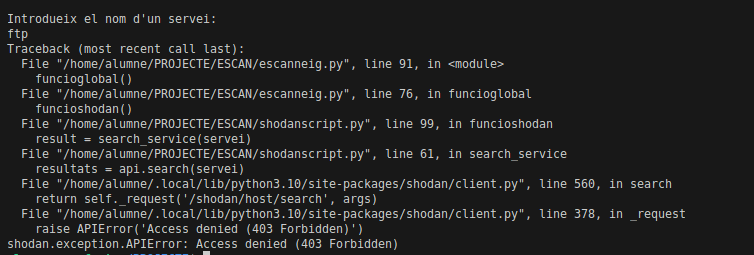 Introdueix el nom d'un servei:
ftp
Traceback (most recent call last):
  File "/home/alumne/PROJECTE/ESCAN/escanneig.py", line 91, in <module>
    funcioglobal()
  File "/home/alumne/PROJECTE/ESCAN/escanneig.py", line 76, in funcioglobal
    funcioshodan()
  File "/home/alumne/PROJECTE/ESCAN/shodanscript.py", line 99, in funcioshodan
    result = search_service(servei)
  File "/home/alumne/PROJECTE/ESCAN/shodanscript.py", line 61, in search_service
    resultats = api.search(servei)
  File "/home/alumne/.local/lib/python3.10/site-packages/shodan/client.py", line 560, in search
    return self._request('/shodan/host/search', args)
  File "/home/alumne/.local/lib/python3.10/site-packages/shodan/client.py", line 378, in _request
    raise APIError('Access denied (403 Forbidden)')
shodan.exception.APIError: Access denied (403 Forbidden)